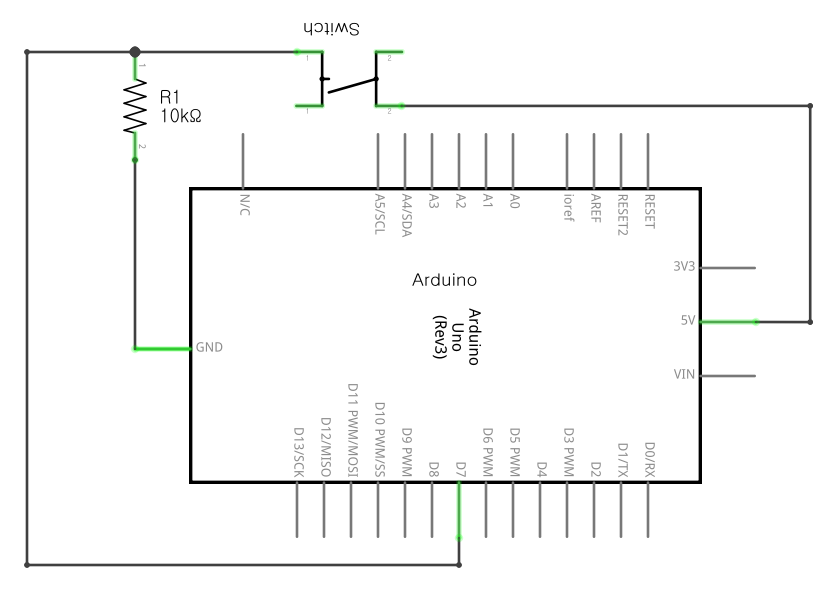 Switch
1
2
1
2
1
R1
10kΩ
2
N/C
A5/SCL
A4/SDA
A3
A2
A1
A0
ioref
AREF
RESET2
RESET
3V3
5V
VIN
GND
Arduino
Arduino
Uno
(Rev3)
D13/SCK
D12/MISO
D11 PWM/MOSI
D10 PWM/SS
D9 PWM
D8
D7
D6 PWM
D5 PWM
D4
D3 PWM
D2
D1/TX
D0/RX